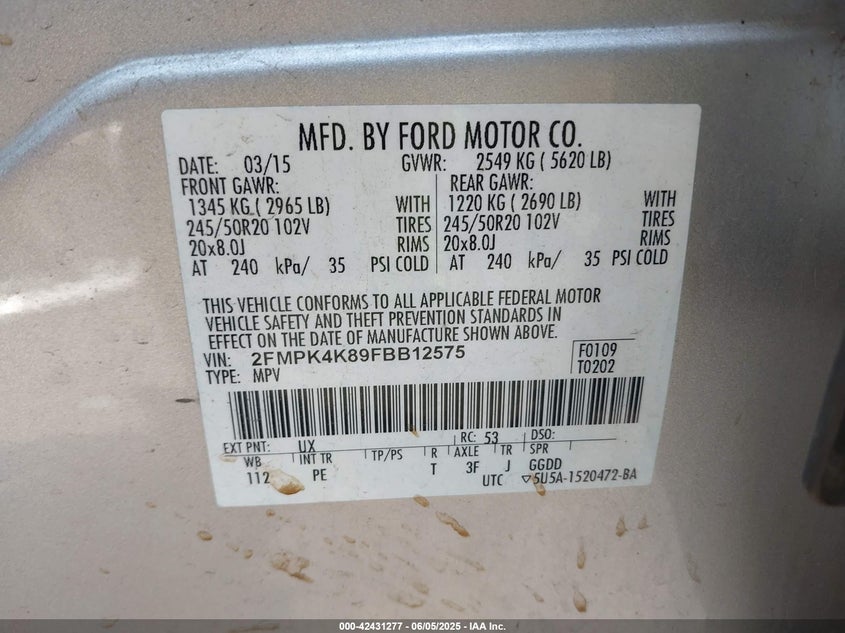 MFD. BY FORD MOTOR CO.
DATE: 03/15 GVWR: 2549 KG ( 5620 LB)
FRONT GAWR: REAR GAWR:
1345 KG ( 2965 LB) WITH 1220 KG ( 2690 LB) WITH
245/50R20 102V TIRES 245/50R20 102V TIRES
20x8.0J RIMS 20x8.0J RIMS
AT 240 kPa/ 35 PSI COLD AT 240 kPa/ 35 PSI COLD
THIS VEHICLE CONFORMS TO ALL APPLICABLE FEDERAL MOTOR
VEHICLE SAFETY AND THEFT PREVENTION STANDARDS IN
EFFECT ON THE DATE OF MANUFACTURE SHOWN ABOVE.
VIN: 2FMPK4K89FBB12575 F0109
TYPE: MPV T0202
EXT PNT: UX RC: 53 DSO:
WB INT TR TP/PS R AXLE TR SPR
112 PE T 3F J GGDD
UTC ▽5U5A-1520472-BA
000-42431277 - 06/05/2025 - IAA Inc.